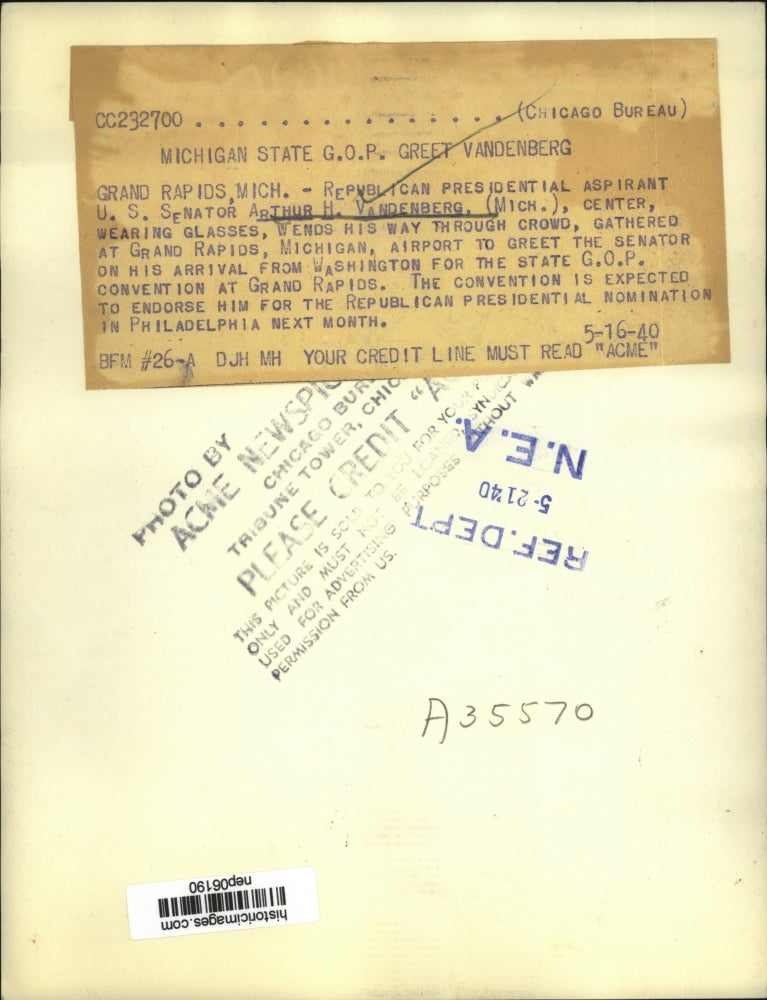 CC232700 . . . . . . . . . . . . . . . . (CHICAGO BUREAU)
MICHIGAN STATE G.O.P. GREET VANDENBERG
GRAND RAPIDS, MICH. - REPUBLICAN PRESIDENTIAL ASPIRANT
U. S. SENATOR ARTHUR H. VANDENBERG, (MICH.), CENTER,
WEARING GLASSES, WENDS HIS WAY THROUGH CROWD, GATHERED
AT GRAND RAPIDS, MICHIGAN, AIRPORT TO GREET THE SENATOR
ON HIS ARRIVAL FROM WASHINGTON FOR THE STATE G.O.P.
CONVENTION AT GRAND RAPIDS. THE CONVENTION IS EXPECTED
TO ENDORSE HIM FOR THE REPUBLICAN PRESIDENTIAL NOMINATION
IN PHILADELPHIA NEXT MONTH.
5-16-40
BFM #26-A DJH MH YOUR CREDIT LINE MUST READ "ACME"
PHOTO BY
ACME NEWSPIC
CHICAGO BUR
TRIBUNE TOWER, CHIC
PLEASE CREDIT "A
THIS PICTURE IS SOLD TO YOU FOR YOUR
ONLY AND MUST NOT BE LOANED, SYNDICA
USED FOR ADVERTISING PURPOSES THOUT
PERMISSION FROM US.
REF. DEPT.
5-21-40
N.E.A.
A35570
historicimages.com
nep06190